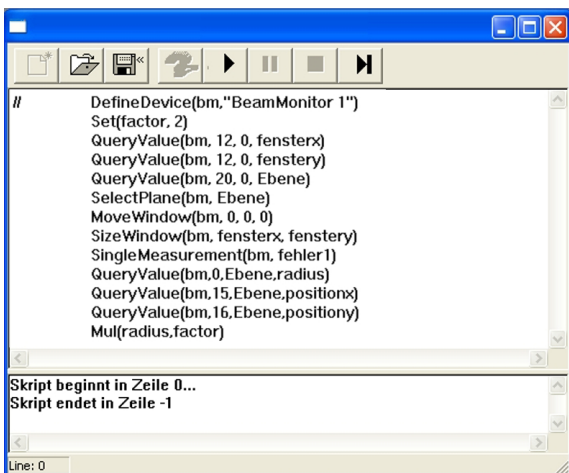 // DefineDevice(bm,"BeamMonitor 1")
Set(factor, 2)
QueryValue(bm, 12, 0, fensterx)
QueryValue(bm, 12, 0, fenstery)
QueryValue(bm, 20, 0, Ebene)
SelectPlane(bm, Ebene)
MoveWindow(bm, 0, 0, 0)
SizeWindow(bm, fensterx, fenstery)
SingleMeasurement(bm, fehler1)
QueryValue(bm,0,Ebene,radius)
QueryValue(bm,15,Ebene,positionx)
QueryValue(bm,16,Ebene,positiony)
Mul(radius,factor)
Skript beginnt in Zeile 0...
Skript endet in Zeile -1
Line: 0